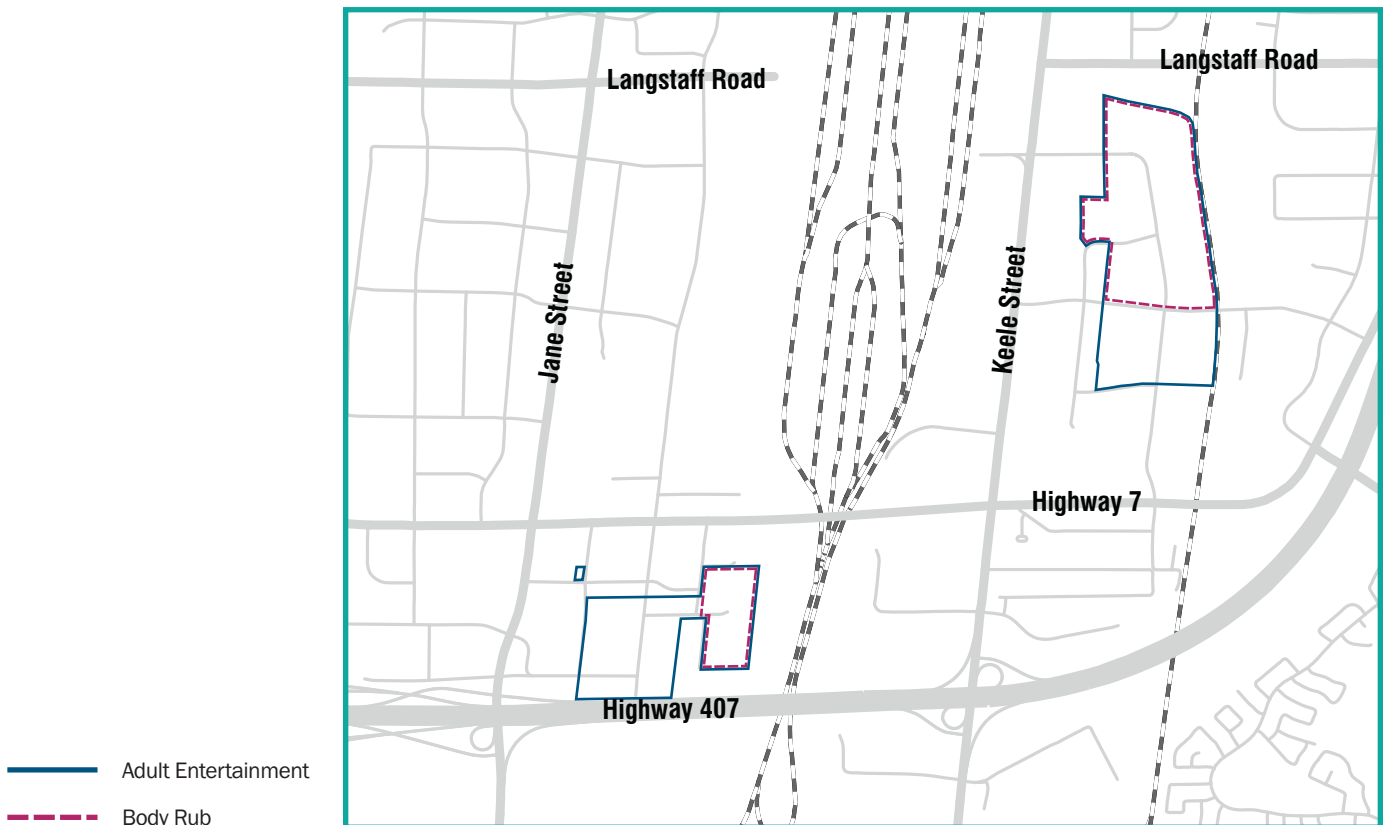 Langstaff Road
Langstaff Road
Jane Street
Keele Street
Highway 7
Highway 407
Adult Entertainment
Body Rub